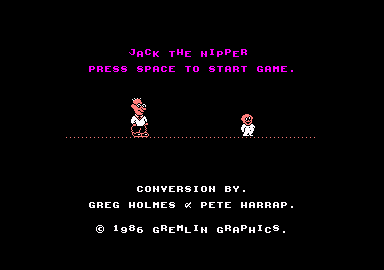 JACK THE NIPPER
PRESS SPACE TO START GAME.
CONVERSION BY.
GREG HOLMES & PETE HARRAP.
© 1986 GREMLIN GRAPHICS.